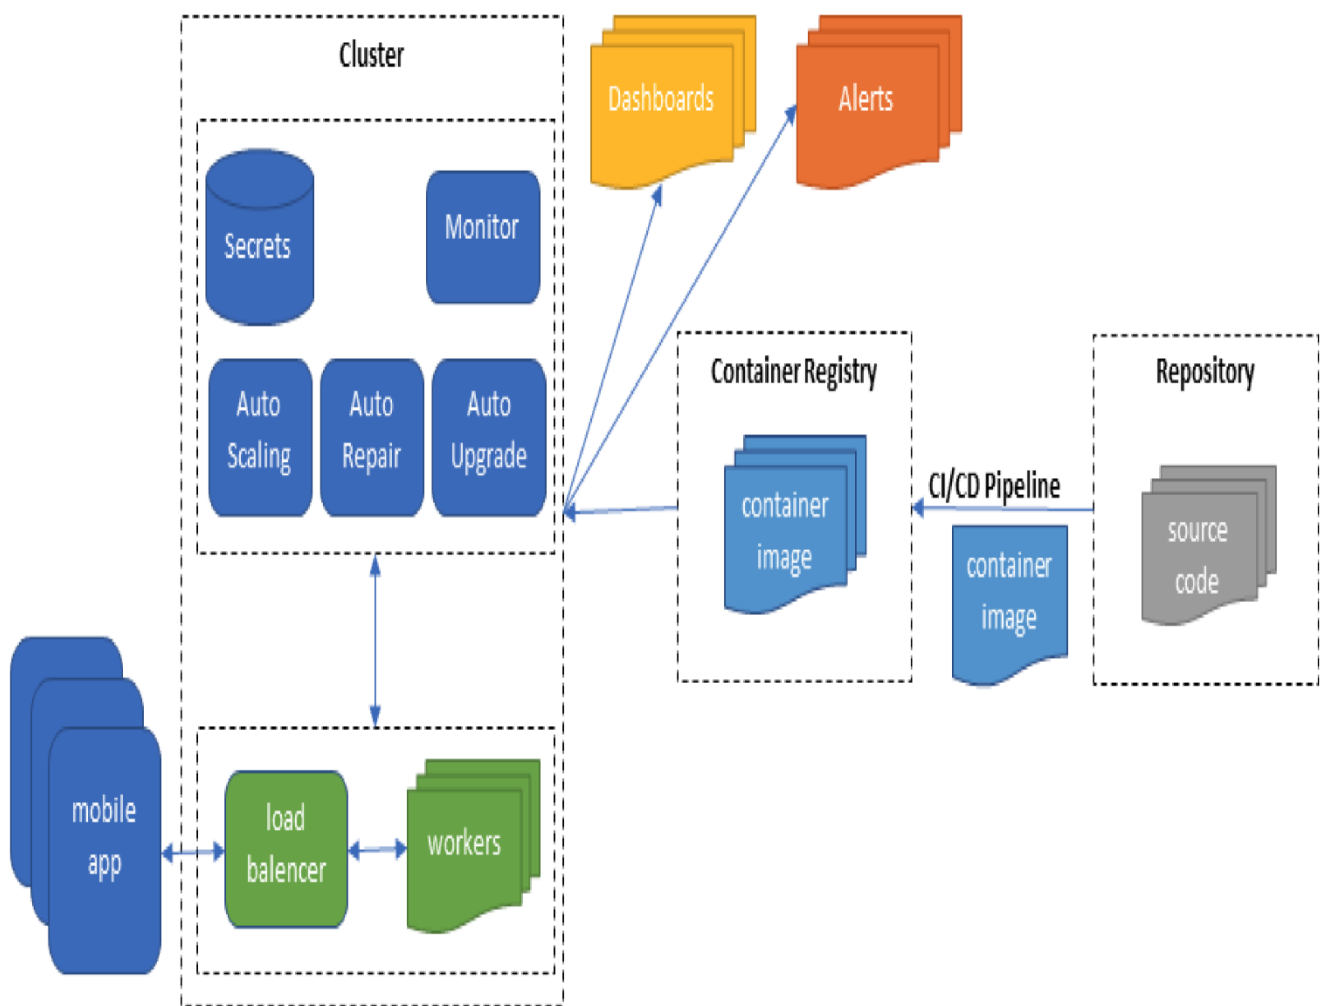 Cluster
Dashboards
Alerts
Secrets
Monitor
Auto
Scaling
Auto
Repair
Auto
Upgrade
Container Registry
container
image
CI/CD Pipeline
container
image
Repository
source
code
mobile
app
load
balencer
workers